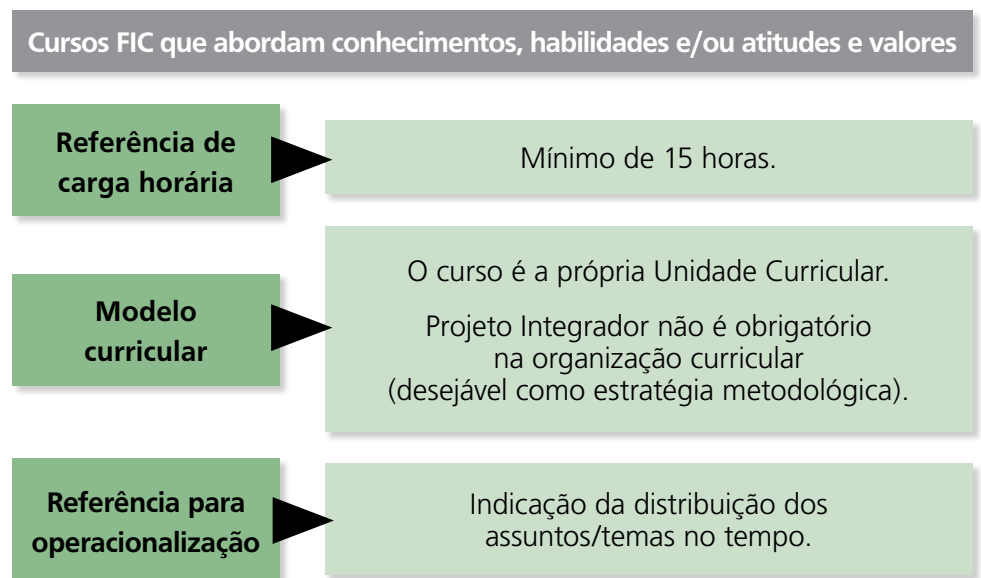 Cursos FIC que abordam conhecimentos, habilidades e/ou atitudes e valores
Referência de
carga horária
Mínimo de 15 horas.
Modelo
curricular
O curso é a própria Unidade Curricular.
Projeto Integrador não é obrigatório
na organização curricular
(desejável como estratégia metodológica).
Referência para
operacionalização
Indicação da distribuição dos
assuntos/temas no tempo.